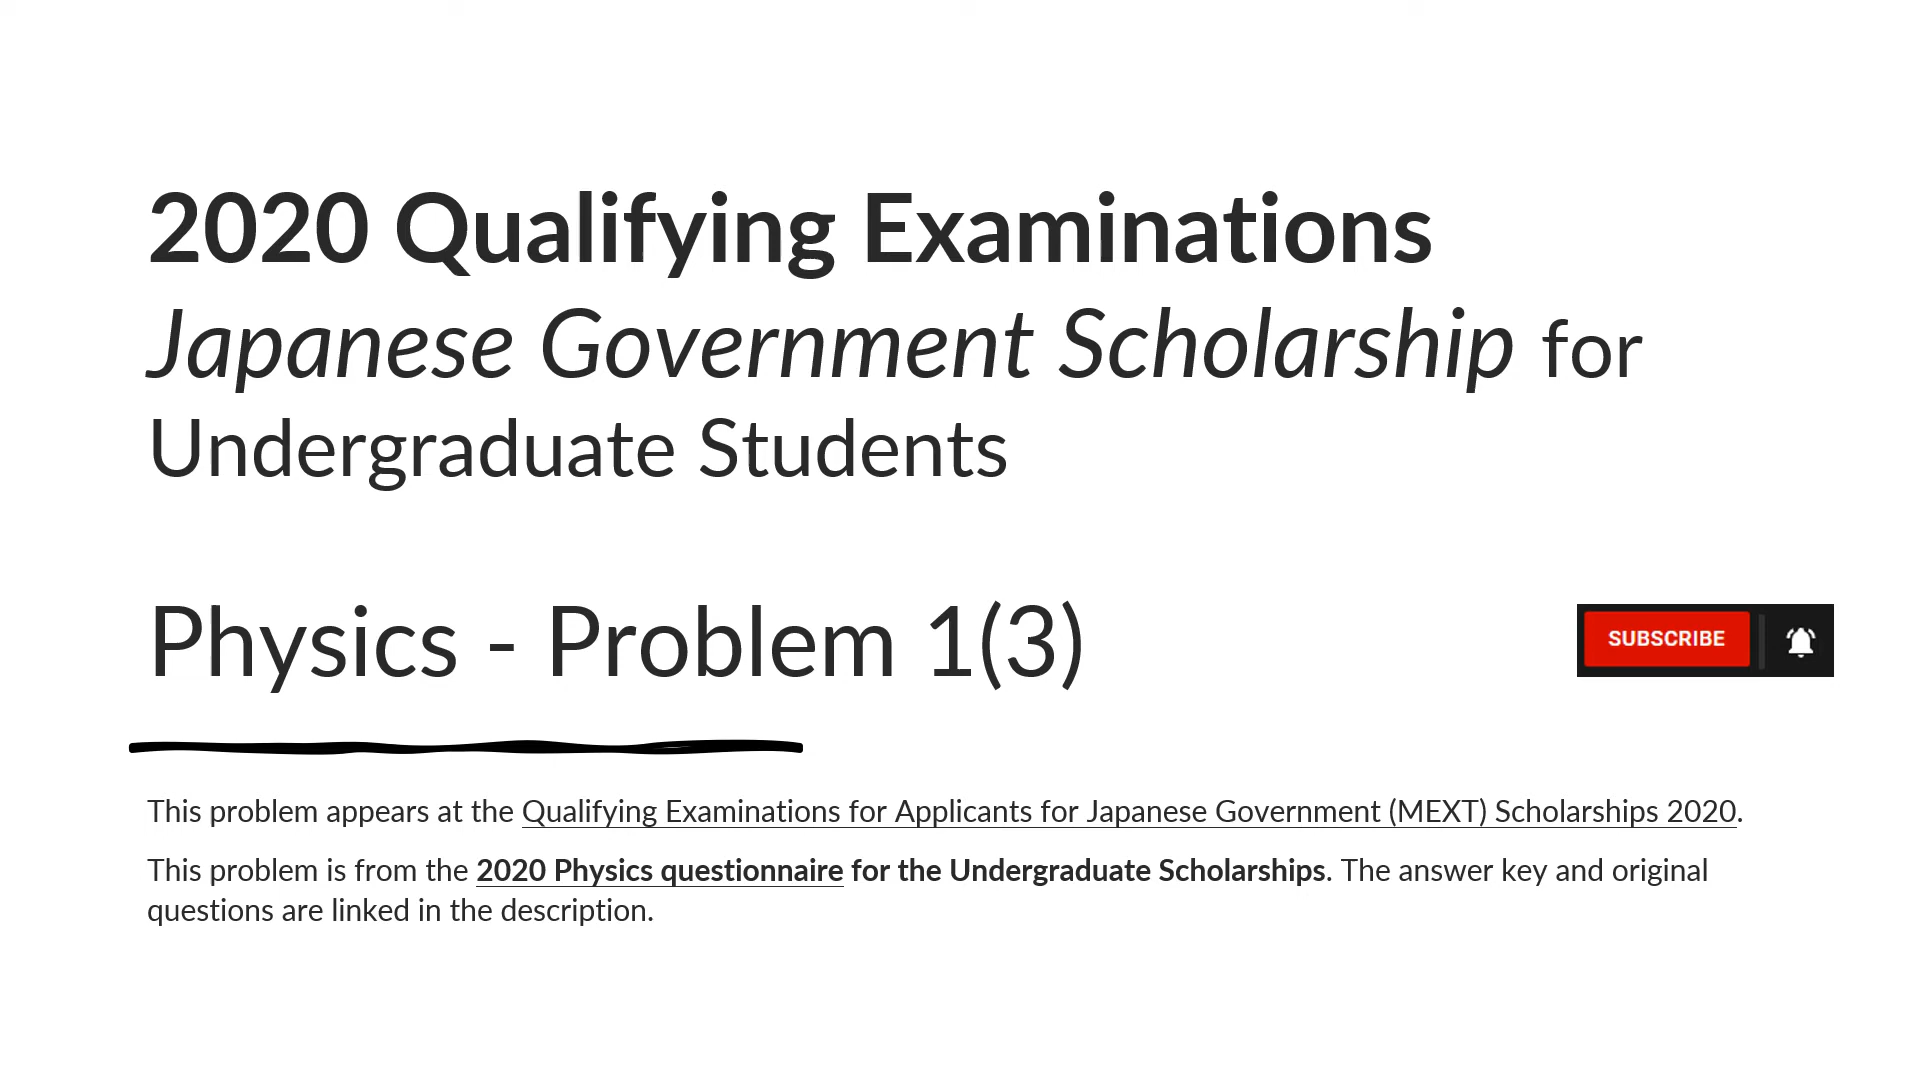 2020 Qualifying Examinations
Japanese Government Scholarship for
Undergraduate Students
Physics - Problem 1(3)
SUBSCRIBE
This problem appears at the Qualifying Examinations for Applicants for Japanese Government (MEXT) Scholarships 2020.
This problem is from the 2020 Physics questionnaire for the Undergraduate Scholarships. The answer key and original
questions are linked in the description.